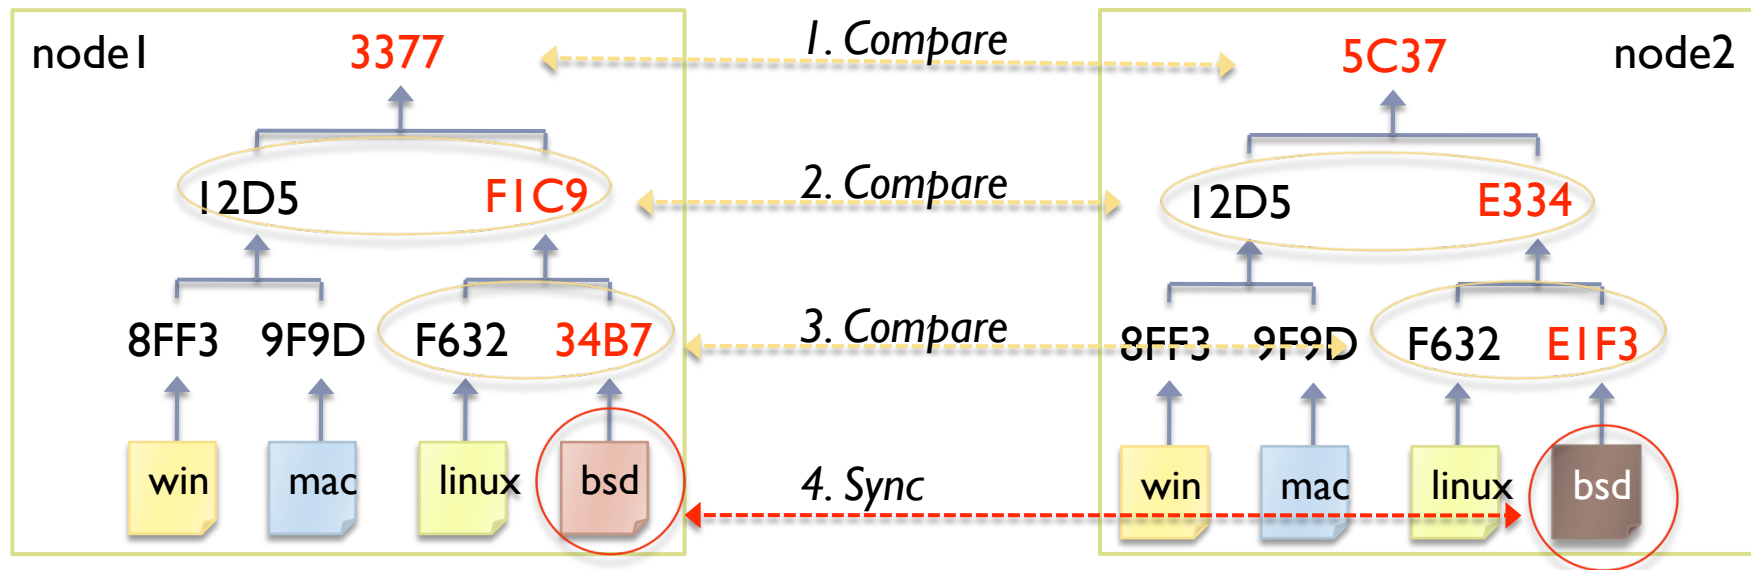 node1 3377 1. Compare 5C37 node2
12D5 F1C9 2. Compare 12D5 E334
8FF3 9F9D F632 34B7 3. Compare 8FF3 9F9D F632 E1F3
win mac linux bsd 4. Sync win mac linux bsd